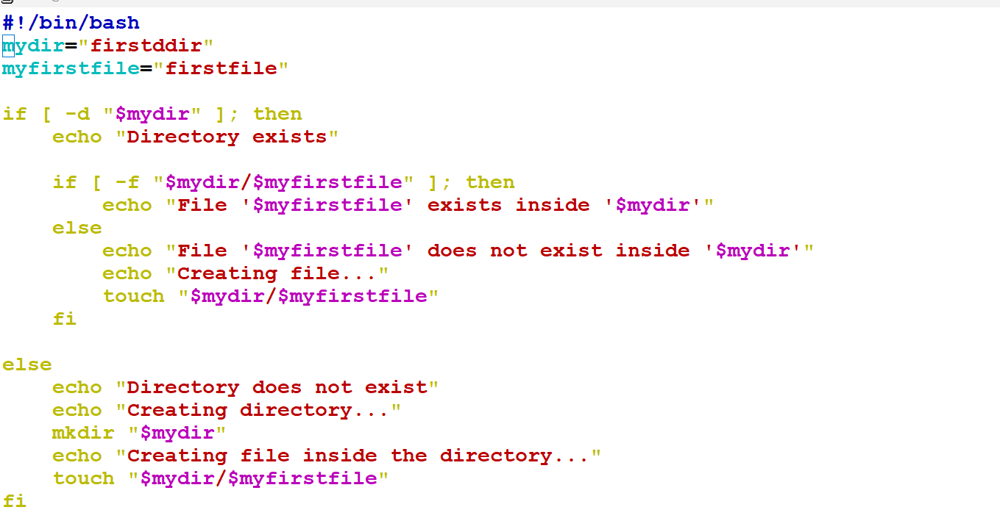 #!/bin/bash
mydir="firstddir"
myfirstfile="firstfile"

if [ -d "$mydir" ]; then
    echo "Directory exists"

    if [ -f "$mydir/$myfirstfile" ]; then
        echo "File '$myfirstfile' exists inside '$mydir'"
    else
        echo "File '$myfirstfile' does not exist inside '$mydir'"
        echo "Creating file..."
        touch "$mydir/$myfirstfile"
    fi

else
    echo "Directory does not exist"
    echo "Creating directory..."
    mkdir "$mydir"
    echo "Creating file inside the directory..."
    touch "$mydir/$myfirstfile"
fi